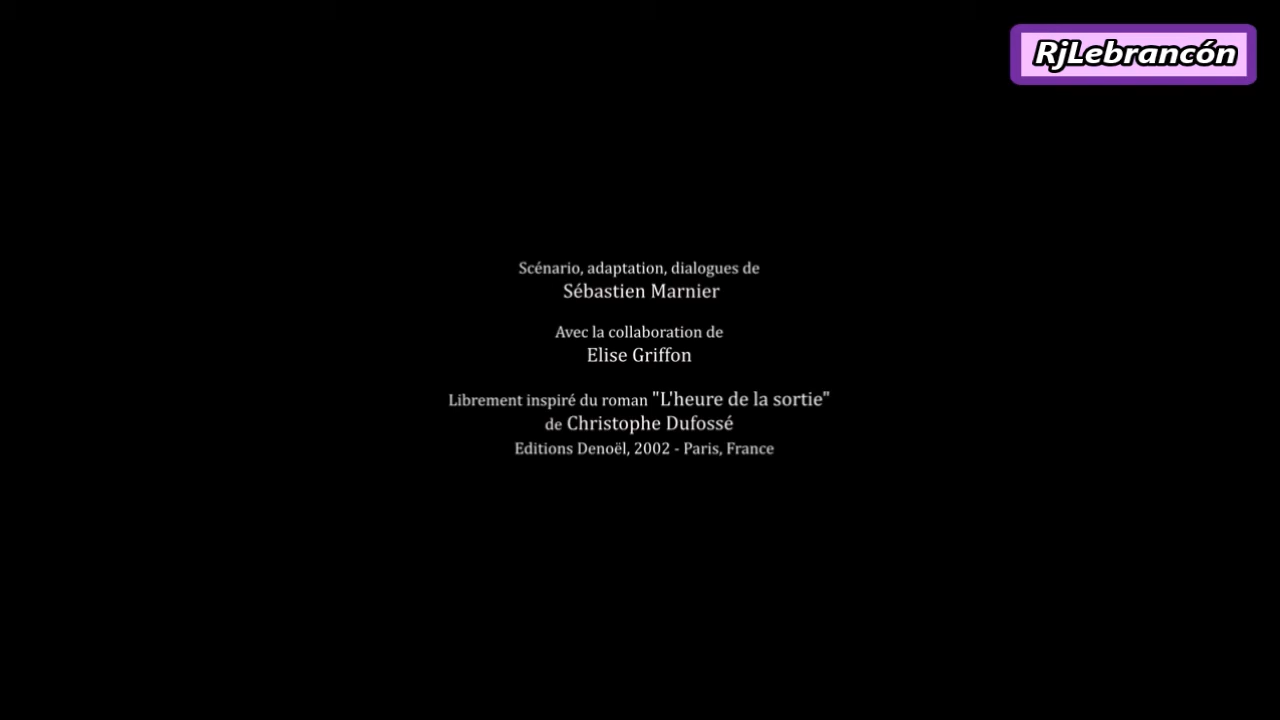 RjLebrancón
Scénario, adaptation, dialogues de
Sébastien Marnier
Avec la collaboration de
Elise Griffon
Librement inspiré du roman "L'heure de la sortie"
de Christophe Dufossé
Editions Denoël, 2002 - Paris, France